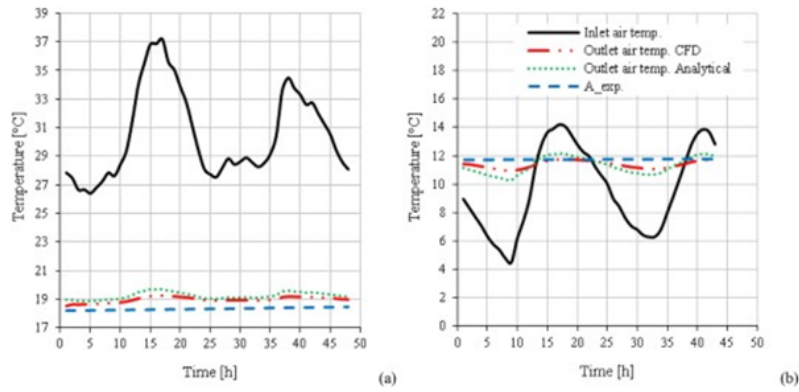 39
37
35
33
31
29
27
25
23
21
19
17
Temperature [°C]
0 5 10 15 20 25 30 35 40 45 50
Time [h]
(a)
22
20
18
16
14
12
10
8
6
4
2
0
Temperature [°C]
Inlet air temp.
Outlet air temp. CFD
Outlet air temp. Analytical
A_exp.
0 5 10 15 20 25 30 35 40 45 50
Time [h]
(b)